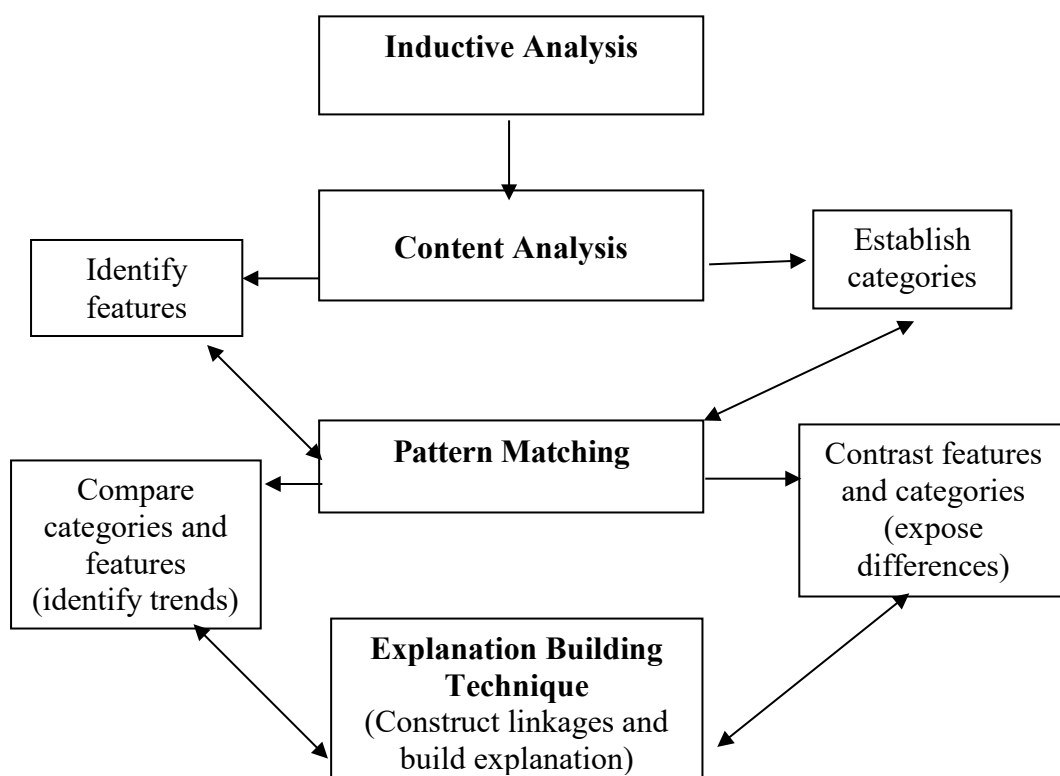 Inductive Analysis
Content Analysis
Identify
features
Establish
categories
Pattern Matching
Compare
categories and
features
(identify trends)
Contrast features
and categories
(expose
differences)
Explanation Building
Technique
(Construct linkages and
build explanation)